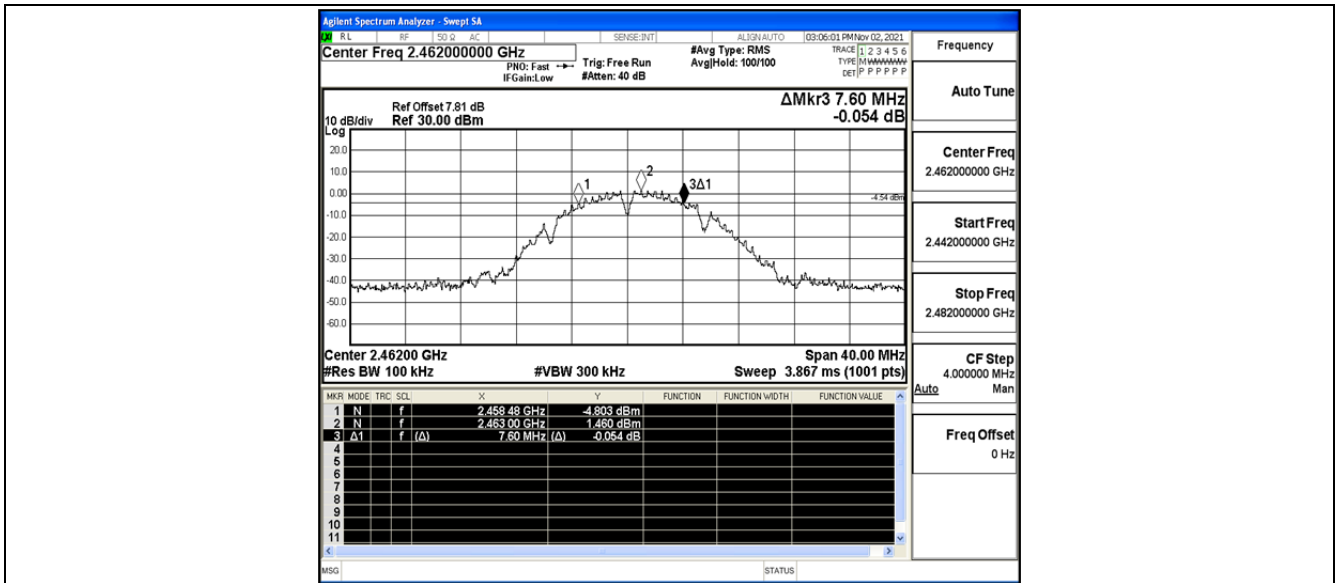 Agilent Spectrum Analyzer - Swept SA
LXI RL RF 50 Ω AC SENSE:INT ALIGNAUTO 03:06:01 PM Nov 02, 2021
Center Freq 2.462000000 GHz
PNO: Fast
IFGain:Low
Trig: Free Run
#Atten: 40 dB
#Avg Type: RMS
Avg|Hold: 100/100
TRACE 1 2 3 4 5 6
TYPE M WWWWW
DET P P P P P P
Frequency
Auto Tune
Center Freq
2.462000000 GHz
Start Freq
2.442000000 GHz
Stop Freq
2.482000000 GHz
CF Step
4.000000 MHz
Auto Man
Freq Offset
0 Hz
ΔMkr3 7.60 MHz
-0.054 dB
Ref Offset 7.81 dB
10 dB/div Ref 30.00 dBm
Log
20.0
10.0
0.00
-10.0
-20.0
-30.0
-40.0
-50.0
-60.0
1
2
3Δ1
-4.54 dBm
Center 2.46200 GHz Span 40.00 MHz
#Res BW 100 kHz #VBW 300 kHz Sweep 3.867 ms (1001 pts)
MKR MODE TRC SCL X Y FUNCTION FUNCTION WIDTH FUNCTION VALUE
1 N f 2.458 48 GHz -4.803 dBm
2 N f 2.463 00 GHz 1.460 dBm
3 Δ1 f (Δ) 7.60 MHz (Δ) -0.054 dB
4
5
6
7
8
9
10
11
MSG STATUS